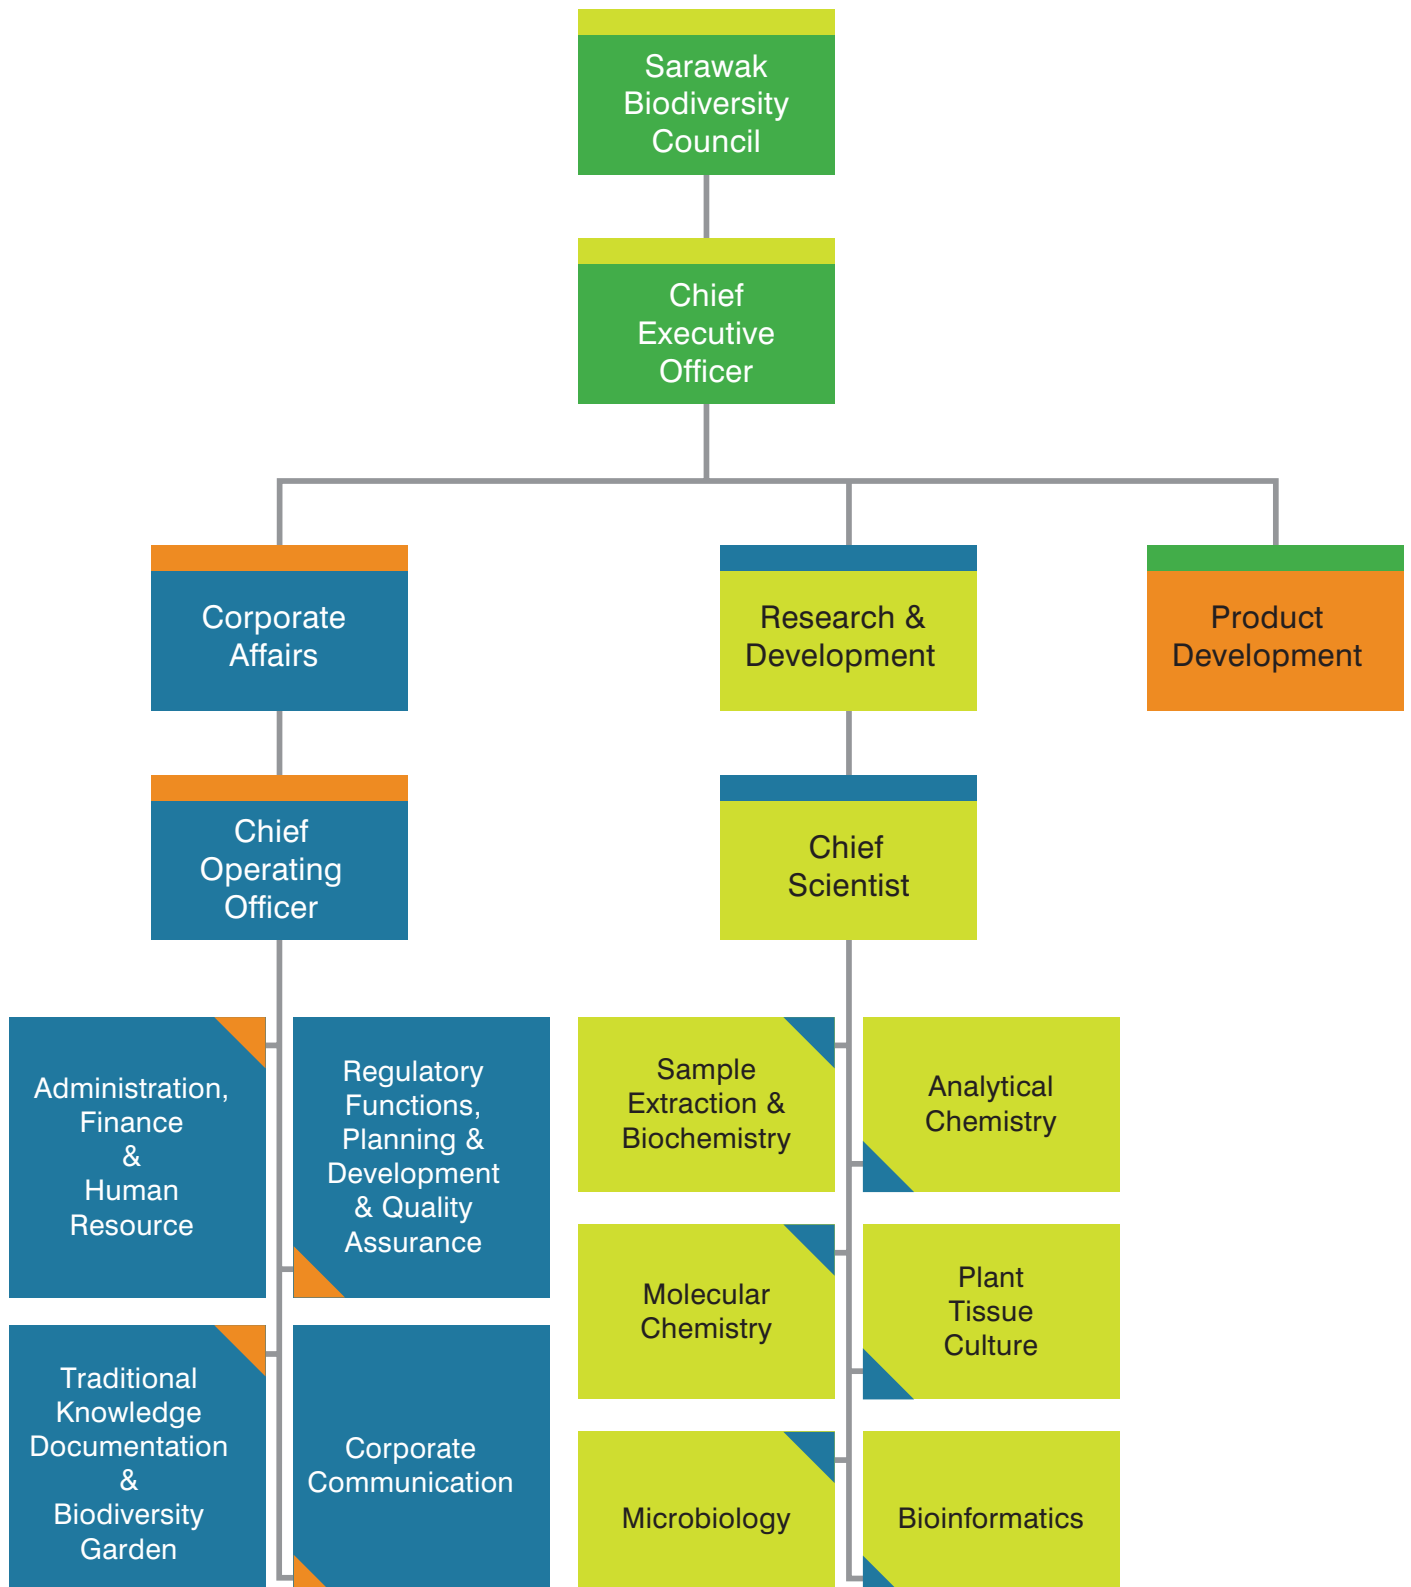 Sarawak
Biodiversity
Council
Chief
Executive
Officer
Corporate
Affairs
Research &
Development
Product
Development
Chief
Operating
Officer
Chief
Scientist
Administration,
Finance
&
Human
Resource
Regulatory
Functions,
Planning &
Development
& Quality
Assurance
Sample
Extraction &
Biochemistry
Analytical
Chemistry
Molecular
Chemistry
Plant
Tissue
Culture
Traditional
Knowledge
Documentation
&
Biodiversity
Garden
Corporate
Communication
Microbiology
Bioinformatics